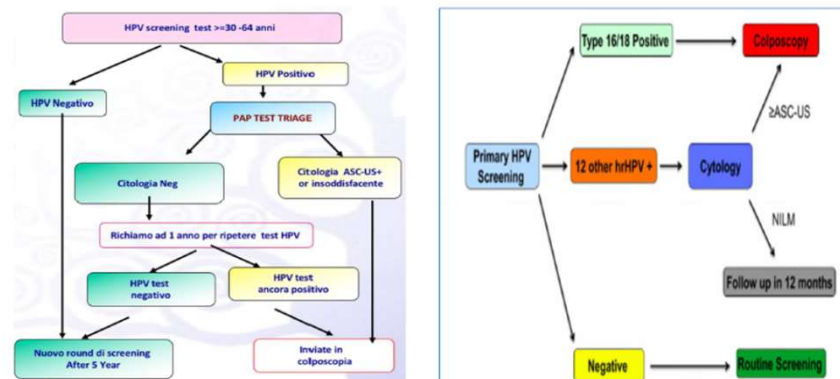 HPV screening test >=30 -64 anni
HPV Positivo
HPV Negativo
PAP TEST TRIAGE
Citologia Neg
Citologia ASC-US+
or insoddisfacente
Richiamo ad 1 anno per ripetere test HPV
HPV test
negativo
HPV test
ancora positivo
Nuovo round di screening
After 5 Year
Inviate in
colposcopia
Type 16/18 Positive
Colposcopy
≥ASC-US
Primary HPV
Screening
12 other hrHPV +
Cytology
NILM
Follow up in 12 months
Negative
Routine Screening